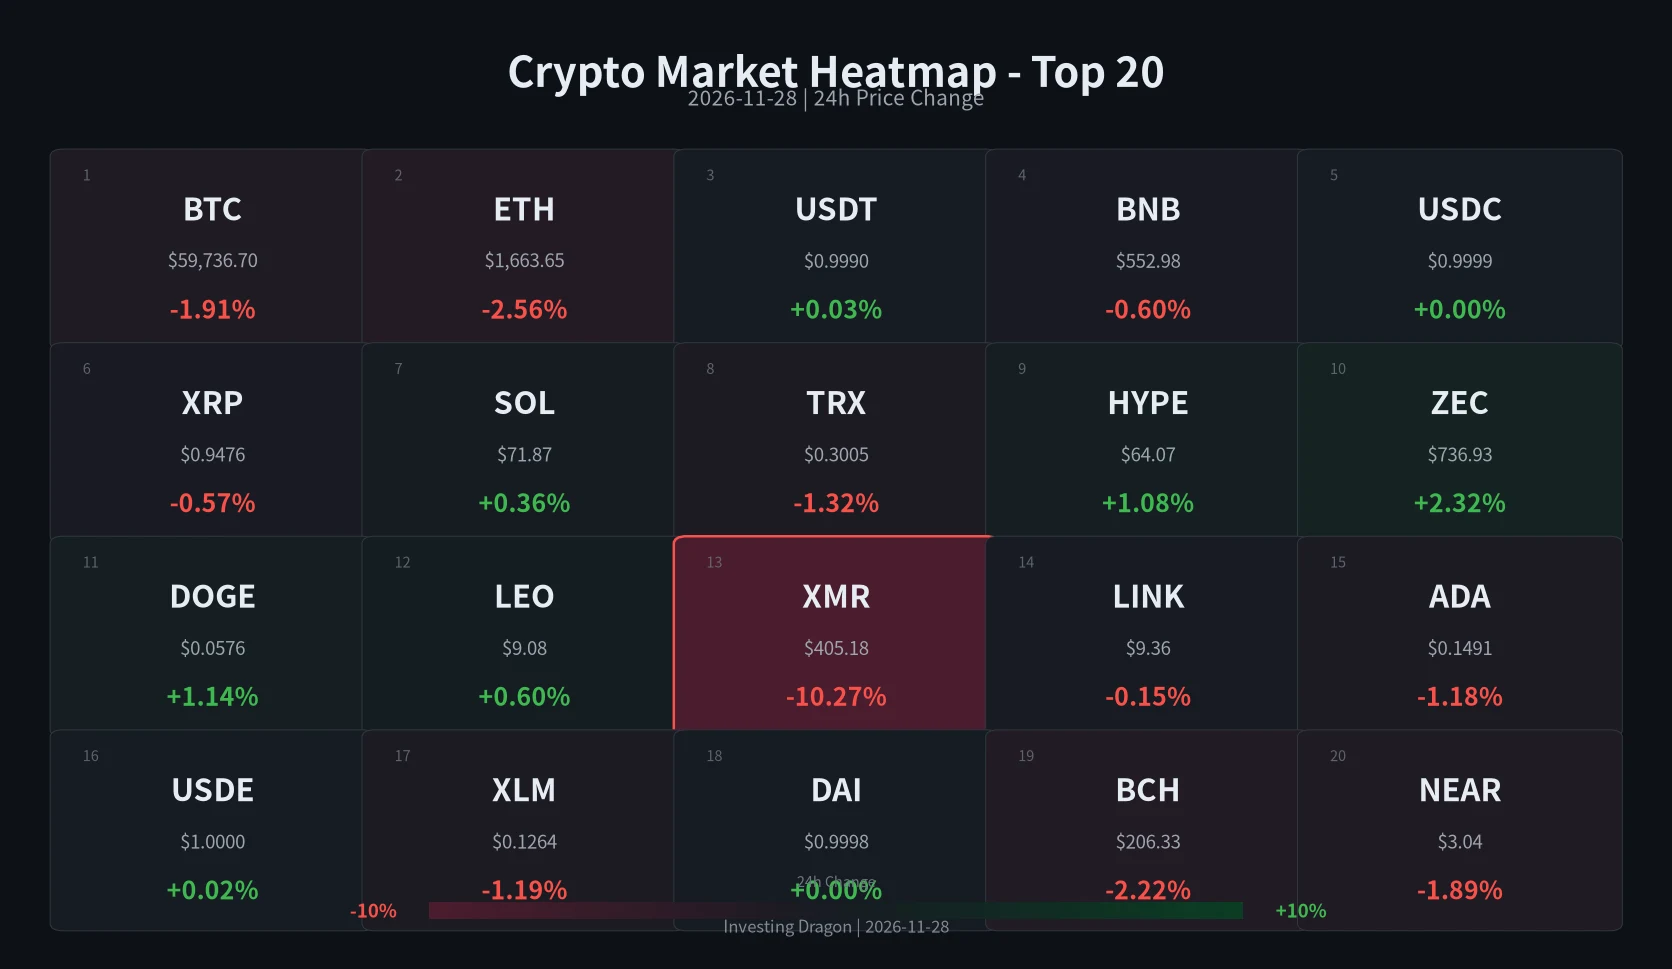 Crypto Market Heatmap - Top 20
2026-11-28 | 24h Price Change
1
BTC
$59,736.70
-1.91%
2
ETH
$1,663.65
-2.56%
3
USDT
$0.9990
+0.03%
4
BNB
$552.98
-0.60%
5
USDC
$0.9999
+0.00%
6
XRP
$0.9476
-0.57%
7
SOL
$71.87
+0.36%
8
TRX
$0.3005
-1.32%
9
HYPE
$64.07
+1.08%
10
ZEC
$736.93
+2.32%
11
DOGE
$0.0576
+1.14%
12
LEO
$9.08
+0.60%
13
XMR
$405.18
-10.27%
14
LINK
$9.36
-0.15%
15
ADA
$0.1491
-1.18%
16
USDE
$1.0000
+0.02%
17
XLM
$0.1264
-1.19%
18
DAI
$0.9998
+0.00%
19
BCH
$206.33
-2.22%
20
NEAR
$3.04
-1.89%
24h Change
-10%
+10%
Investing Dragon | 2026-11-28